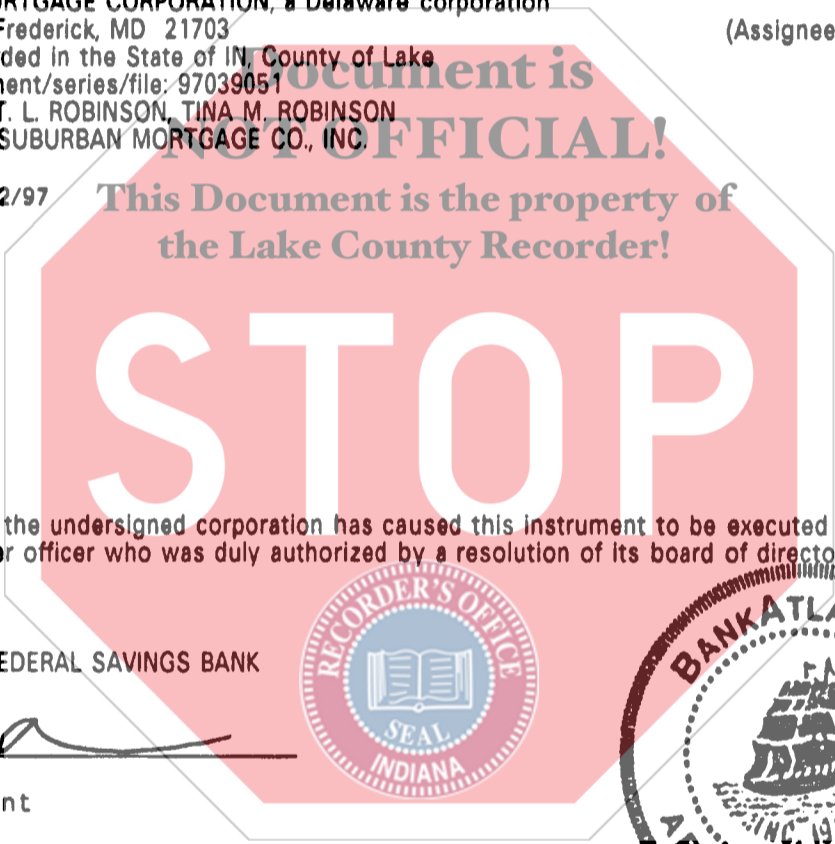 RTGAGE CORPORATION, a Delaware corporation
Frederick, MD 21703 (Assignee
ded in the State of IN, County of Lake
ent/series/file: 97039051
T. L. ROBINSON, TINA M. ROBINSON
SUBURBAN MORTGAGE CO., INC.
2/97
Document is
NOT OFFICIAL!
This Document is the property of
the Lake County Recorder!
STOP
the undersigned corporation has caused this instrument to be executed
r officer who was duly authorized by a resolution of its board of directo
EDERAL SAVINGS BANK
nt
RECORDER'S OFFICE
SEAL
INDIANA
BANKATLA
INC. 19